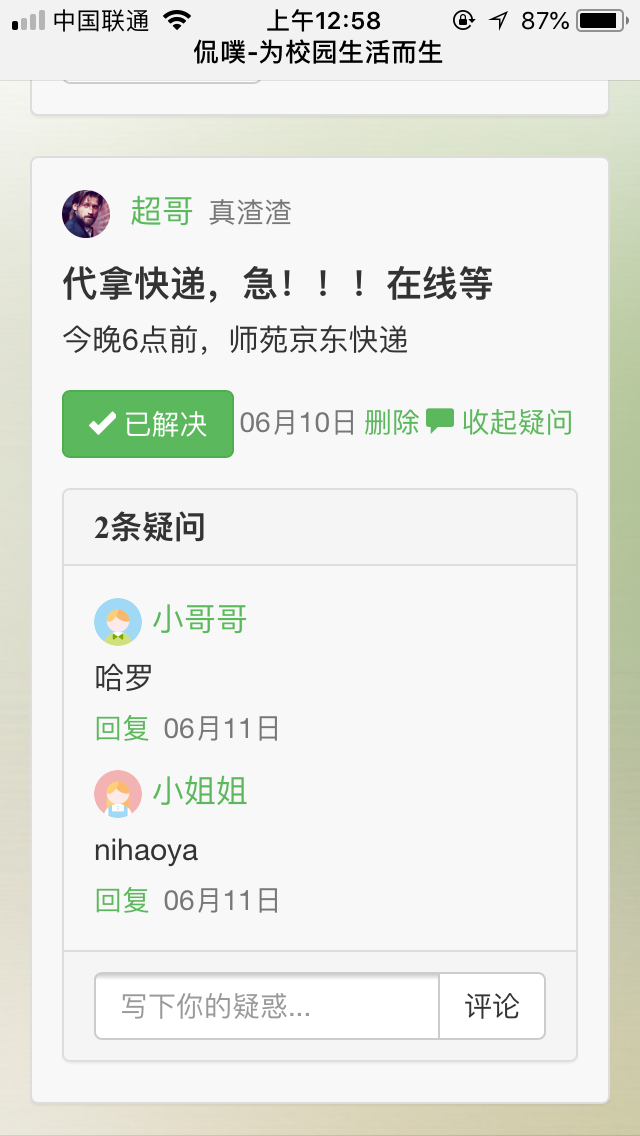 中国联通 上午12:58 87%
侃噗-为校园生活而生
超哥 真渣渣
代拿快递，急！！！在线等
今晚6点前，师苑京东快递
已解决 06月10日 删除 收起疑问
2条疑问
小哥哥
哈罗
回复 06月11日
小姐姐
nihaoya
回复 06月11日
写下你的疑惑... 评论